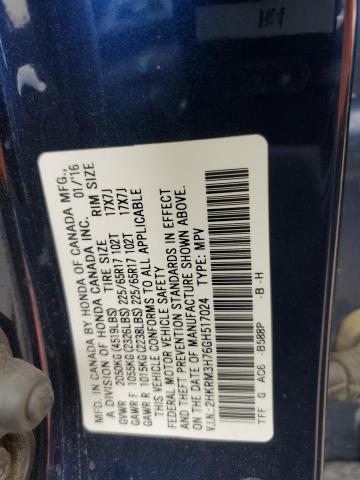 MFD. IN CANADA BY HONDA OF CANADA MFG.,
A DIVISION OF HONDA CANADA INC. 01/'16
TIRE SIZE RIM SIZE
GVWR 2050KG(4519LBS)
GAWR F 1055KG(2326LBS) 225/65R17 102T 17X7J
GAWR R 1015KG(2238LBS) 225/65R17 102T 17X7J
THIS VEHICLE CONFORMS TO ALL APPLICABLE
FEDERAL MOTOR VEHICLE SAFETY STANDARDS IN EFFECT
AND THEFT PREVENTION
ON THE DATE OF MANUFACTURE SHOWN ABOVE.
V.I.N.:2HKRM3H76GH517024 TYPE: MPV
TFF G AC6 -B588P -B -H